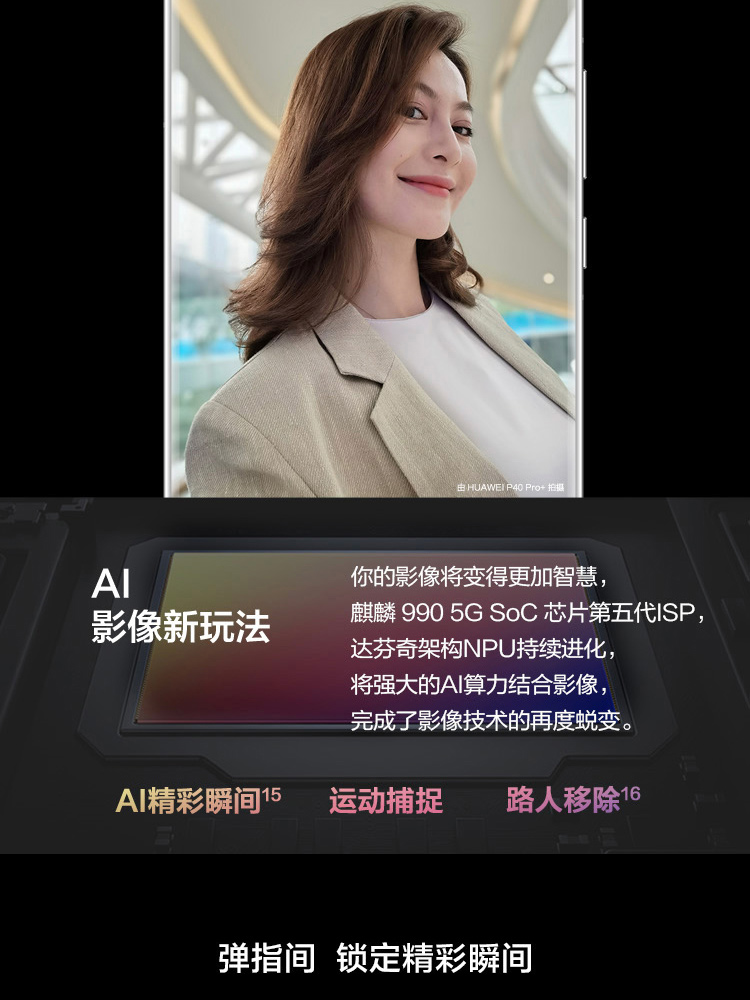 由 HUAWEI P40 Pro+ 拍摄
AI
影像新玩法
你的影像将变得更加智慧，
麒麟 990 5G SoC 芯片第五代ISP，
达芬奇架构NPU持续进化，
将强大的AI算力结合影像，
完成了影像技术的再度蜕变。
AI精彩瞬间15
运动捕捉
路人移除16
弹指间 锁定精彩瞬间